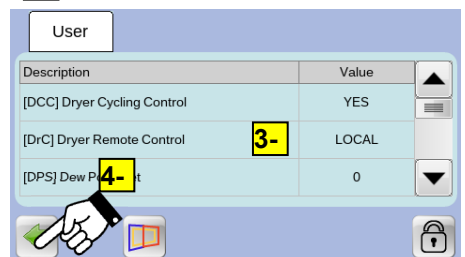 User
Description Value
[DCC] Dryer Cycling Control YES
[DrC] Dryer Remote Control 3- LOCAL
[DPS] Dew 4- 0